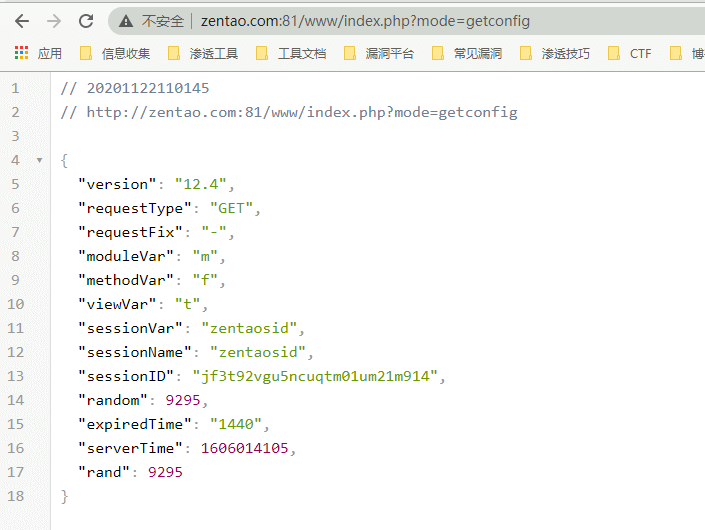 不安全 | zentao.com:81/www/index.php?mode=getconfig
应用 信息收集 渗透工具 工具文档 漏洞平台 常见漏洞 渗透技巧 CTF 博
1 // 20201122110145
2 // http://zentao.com:81/www/index.php?mode=getconfig
3
4 {
5 "version": "12.4",
6 "requestType": "GET",
7 "requestFix": "-",
8 "moduleVar": "m",
9 "methodVar": "f",
10 "viewVar": "t",
11 "sessionVar": "zentaosid",
12 "sessionName": "zentaosid",
13 "sessionID": "jf3t92vgu5ncuqtm01um21m914",
14 "random": 9295,
15 "expiredTime": "1440",
16 "serverTime": 1606014105,
17 "rand": 9295
18 }